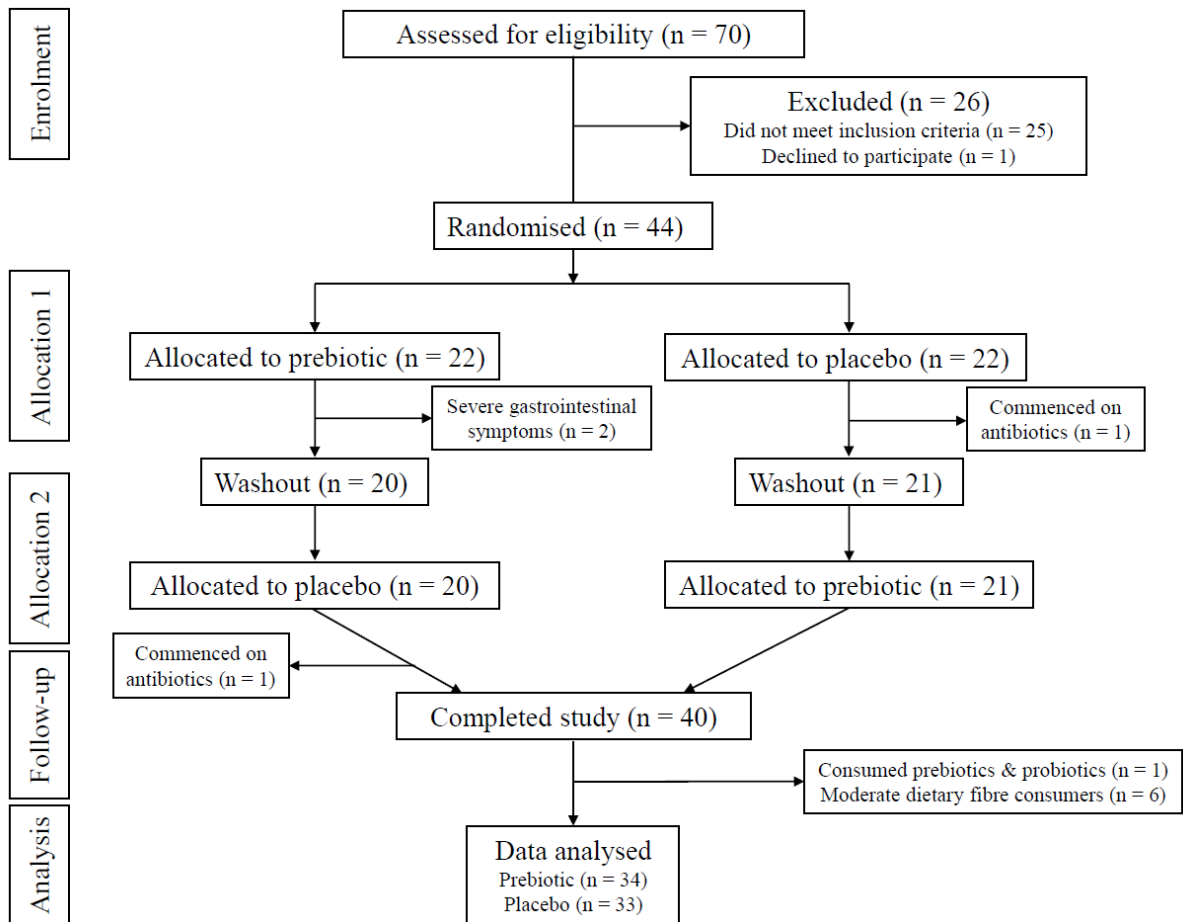 Enrolment
Assessed for eligibility (n = 70)
Excluded (n = 26)
Did not meet inclusion criteria (n = 25)
Declined to participate (n = 1)
Randomised (n = 44)
Allocation 1
Allocated to prebiotic (n = 22)
Allocated to placebo (n = 22)
Severe gastrointestinal
symptoms (n = 2)
Commenced on
antibiotics (n = 1)
Washout (n = 20)
Washout (n = 21)
Allocation 2
Allocated to placebo (n = 20)
Allocated to prebiotic (n = 21)
Follow-up
Commenced on
antibiotics (n = 1)
Completed study (n = 40)
Consumed prebiotics & probiotics (n = 1)
Moderate dietary fibre consumers (n = 6)
Analysis
Data analysed
Prebiotic (n = 34)
Placebo (n = 33)